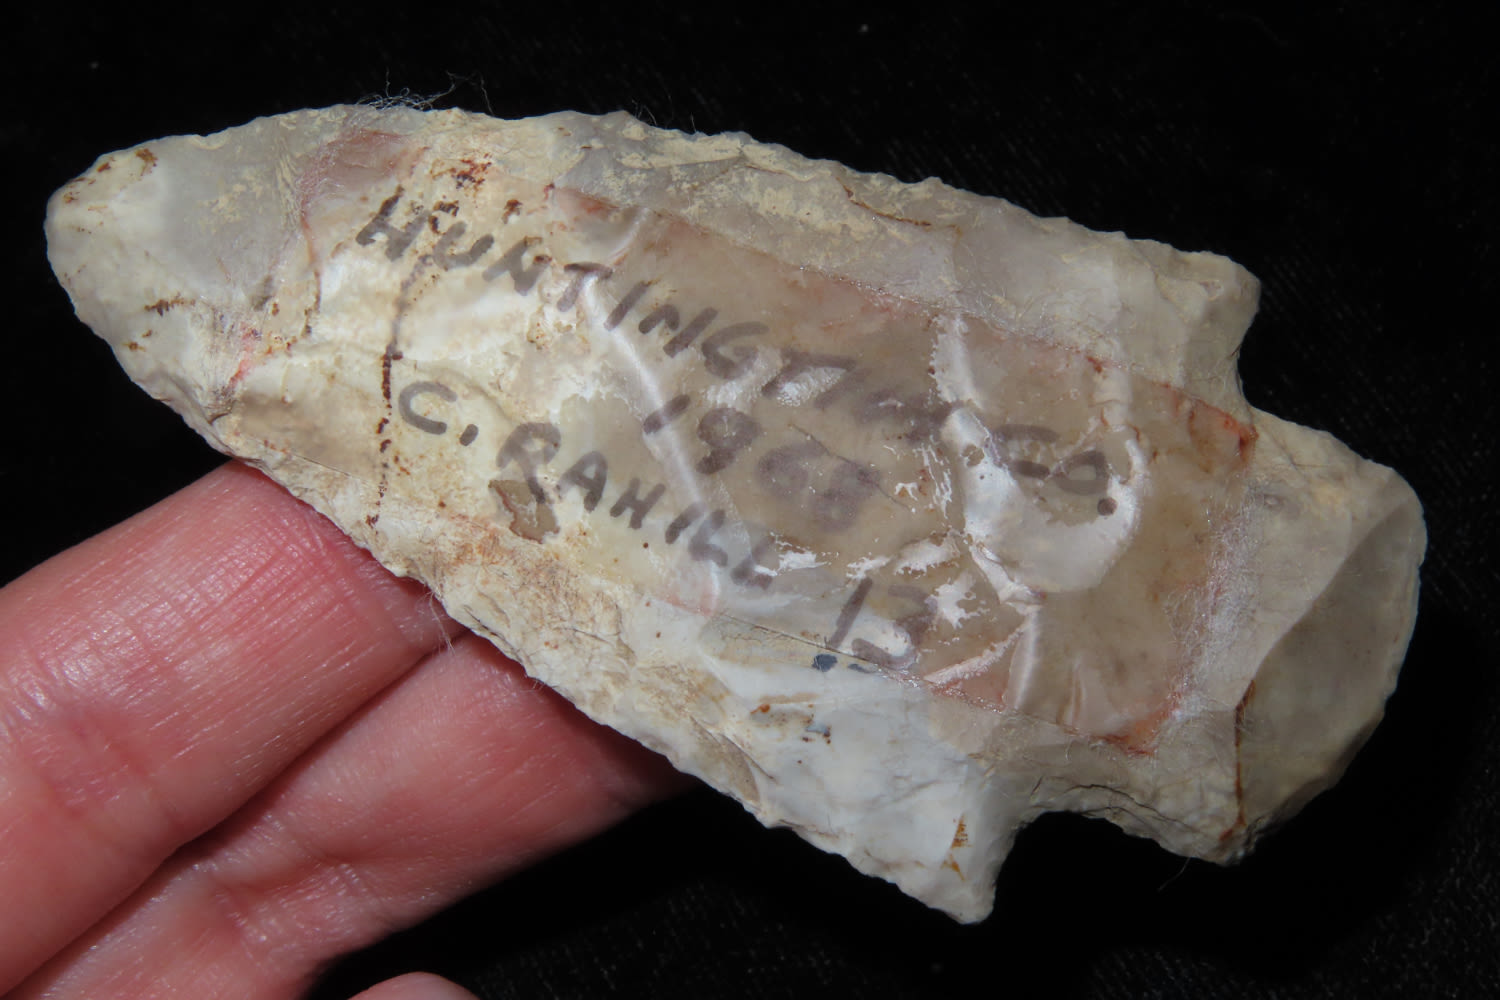 HUNTINGTON CO.
1968
C. RAHILL 13